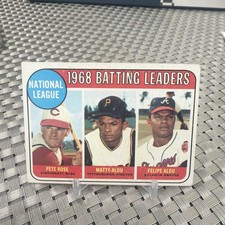 1968 BATTING LEADERS
NATIONAL
LEAGUE
PETE ROSE
MATTY ALOU
FELIPE ALOU